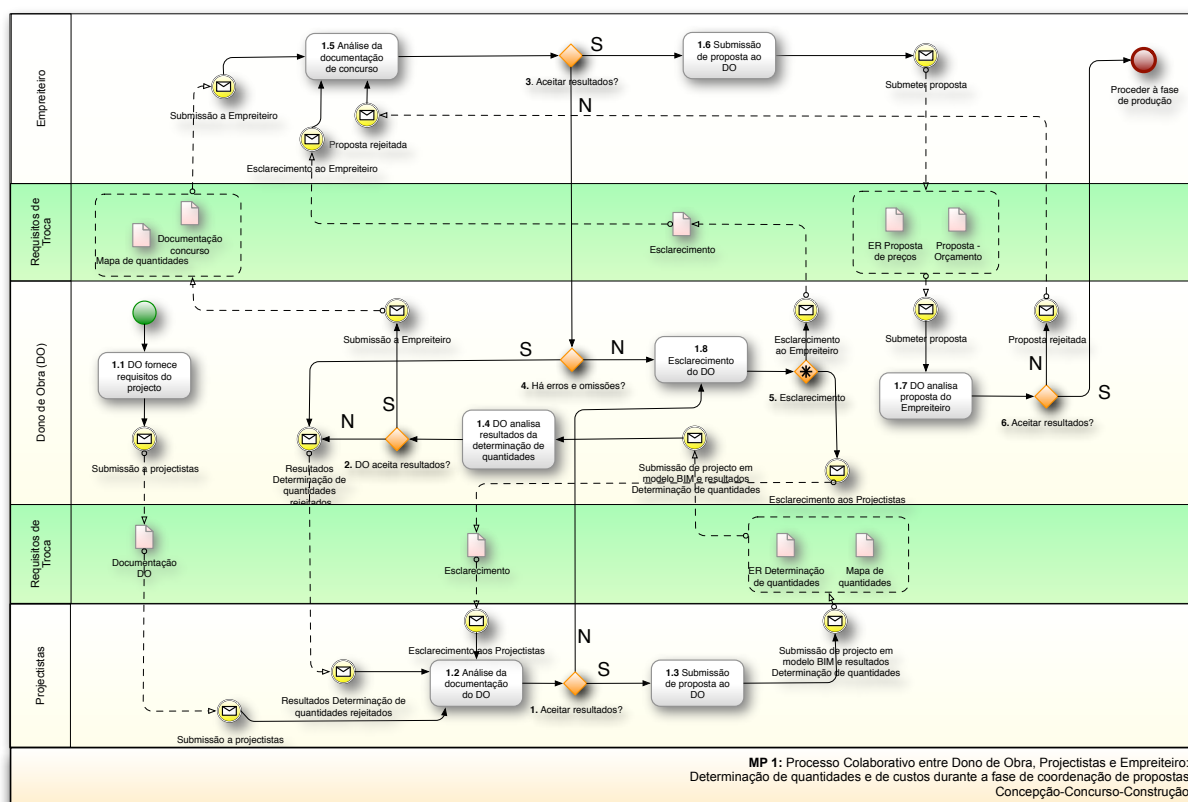 Empreiteiro
1.5 Análise da
documentação
de concurso
S
3. Aceitar resultados?
1.6 Submissão
de proposta ao
DO
Submeter proposta
Proceder à fase
de produção
Submissão a Empreiteiro
Proposta rejeitada
Esclarecimento ao Empreiteiro
N
Requisitos de
Troca
Documentação
concurso
Mapa de quantidades
Esclarecimento
ER Proposta
de preços
Proposta -
Orçamento
Dono de Obra (DO)
1.1 DO fornece
requisitos do
projecto
Submissão a projectistas
Submissão a Empreiteiro
S
S
4. Há erros e omissões?
N
1.8
Esclarecimento
do DO
Esclarecimento
ao Empreiteiro
5. Esclarecimento
Submeter proposta
Proposta rejeitada
N
S
1.7 DO analisa
proposta do
Empreiteiro
6. Aceitar resultados?
N
Resultados
Determinação de
quantidades
rejeitados
2. DO aceita resultados?
1.4 DO analisa
resultados da
determinação de
quantidades
Submissão de projecto em
modelo BIM e resultados
Determinação de quantidades
Esclarecimento aos Projectistas
Requisitos de
Troca
Documentação
DO
Esclarecimento
ER Determinação
de quantidades
Mapa de
quantidades
Projectistas
Esclarecimento aos Projectistas
Resultados Determinação de
quantidades rejeitados
Submissão a projectistas
1.2 Análise da
documentação
do DO
N
S
1. Aceitar resultados?
1.3 Submissão
de proposta ao
DO
Submissão de projecto em
modelo BIM e resultados
Determinação de quantidades
MP 1: Processo Colaborativo entre Dono de Obra, Projectistas e Empreiteiro:
Determinação de quantidades e de custos durante a fase de coordenação de propostas
Concepção-Concurso-Construção